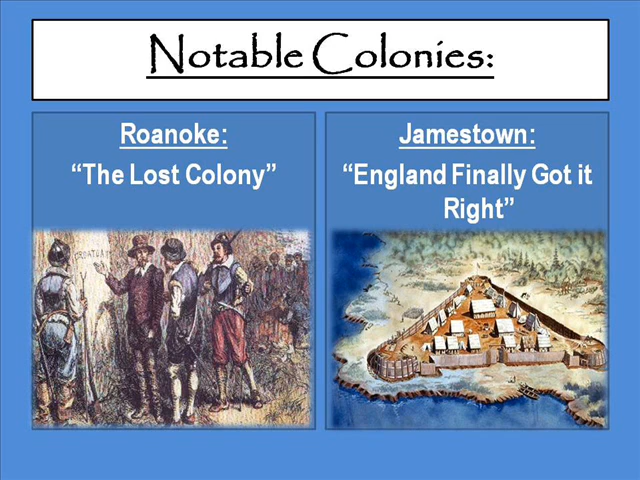 Notable Colonies:
Roanoke:
“The Lost Colony”
Jamestown:
“England Finally Got it
Right”